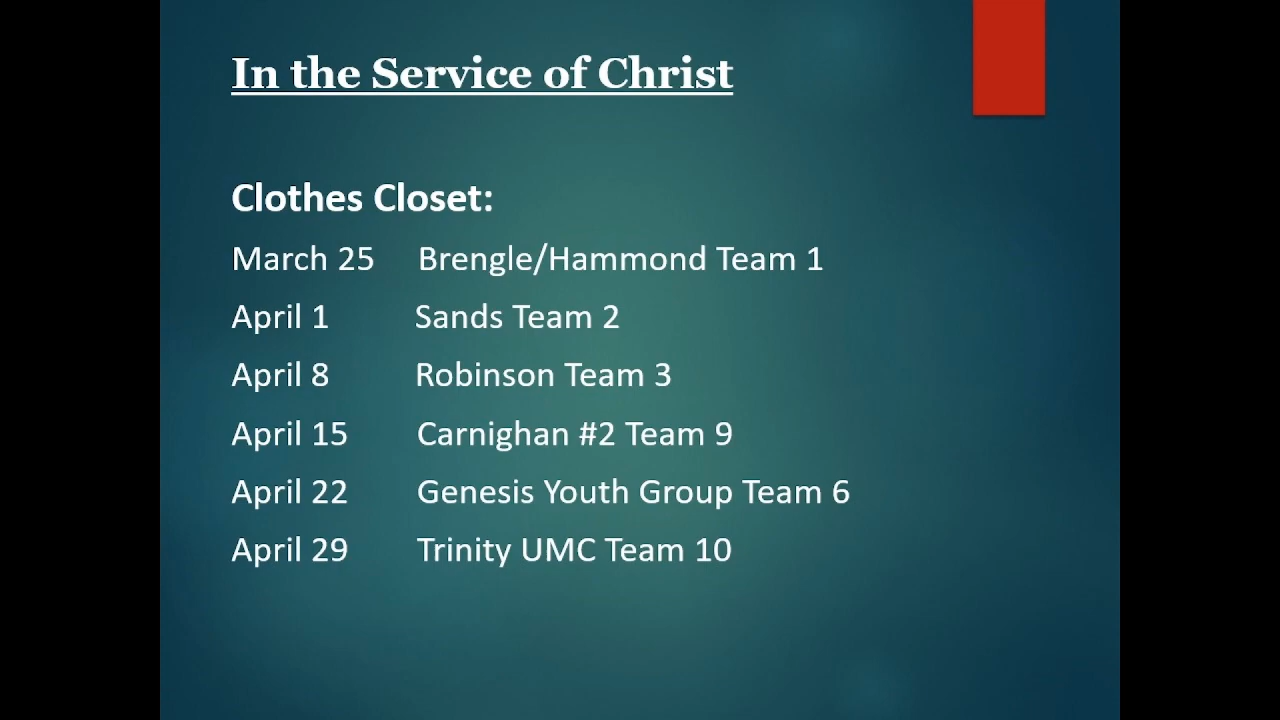 In the Service of Christ
Clothes Closet:
March 25 Brengle/Hammond Team 1
April 1 Sands Team 2
April 8 Robinson Team 3
April 15 Carnighan #2 Team 9
April 22 Genesis Youth Group Team 6
April 29 Trinity UMC Team 10